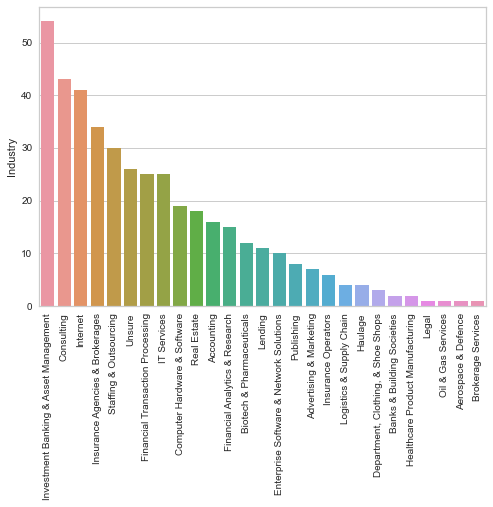 50
40
30
20
10
0
Industry
Investment Banking & Asset Management
Consulting
Internet
Insurance Agencies & Brokerages
Staffing & Outsourcing
Unsure
Financial Transaction Processing
IT Services
Computer Hardware & Software
Real Estate
Accounting
Financial Analytics & Research
Biotech & Pharmaceuticals
Lending
Enterprise Software & Network Solutions
Publishing
Advertising & Marketing
Insurance Operators
Logistics & Supply Chain
Haulage
Department, Clothing, & Shoe Shops
Banks & Building Societies
Healthcare Product Manufacturing
Legal
Oil & Gas Services
Aerospace & Defence
Brokerage Services